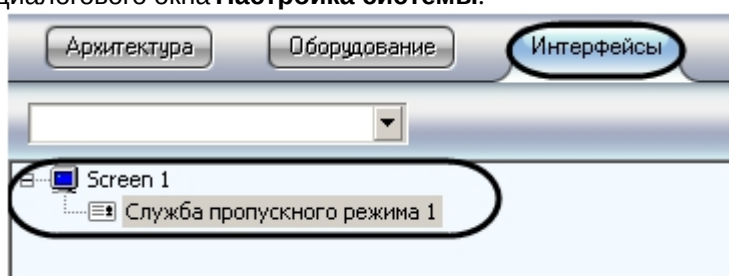 диалогового окна Настройка системы.
Архитектура Оборудование Интерфейсы
Screen 1
Служба пропускного режима 1